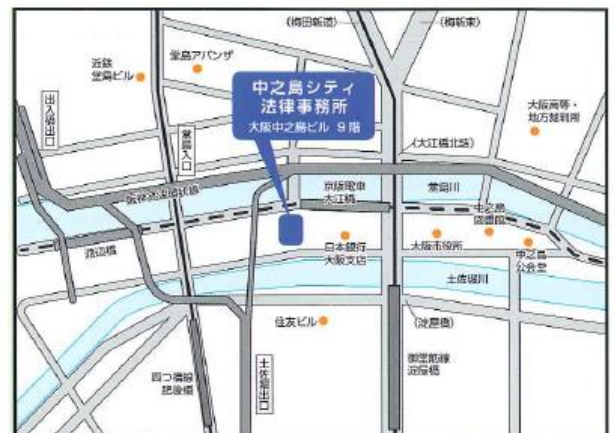 (梅田新道)
(梅新東)
近鉄
堂島ビル
堂島アバンザ
中之島シティ
法律事務所
大阪中之島ビル 9階
大阪高等・
地方裁判所
出入橋出口
堂島入口
(大江橋北詰)
阪神高速環状線
京阪電車
大江橋
堂島川
中之島
図書館
渡辺橋
日本銀行
大阪支店
大阪市役所
中之島
公会堂
土佐堀川
住友ビル
(淀屋橋)
四つ橋線
肥後橋
土佐堀出口
御堂筋線
淀屋橋